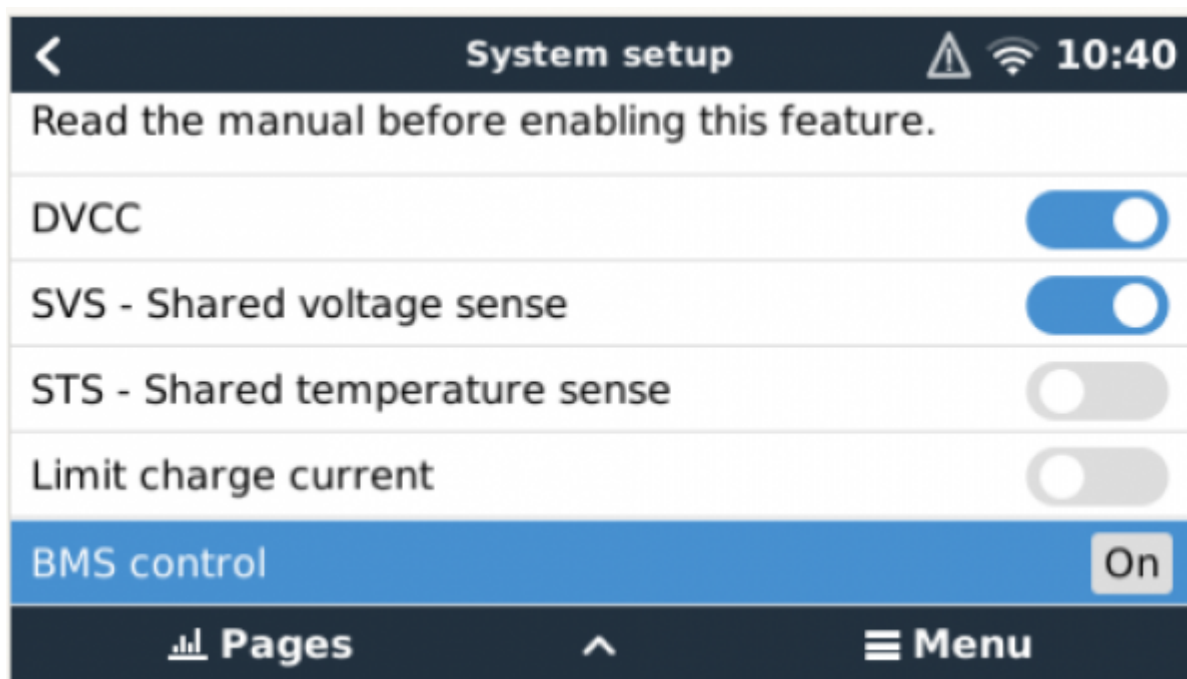 System setup 10:40
Read the manual before enabling this feature.
DVCC
SVS - Shared voltage sense
STS - Shared temperature sense
Limit charge current
BMS control On
Pages Menu